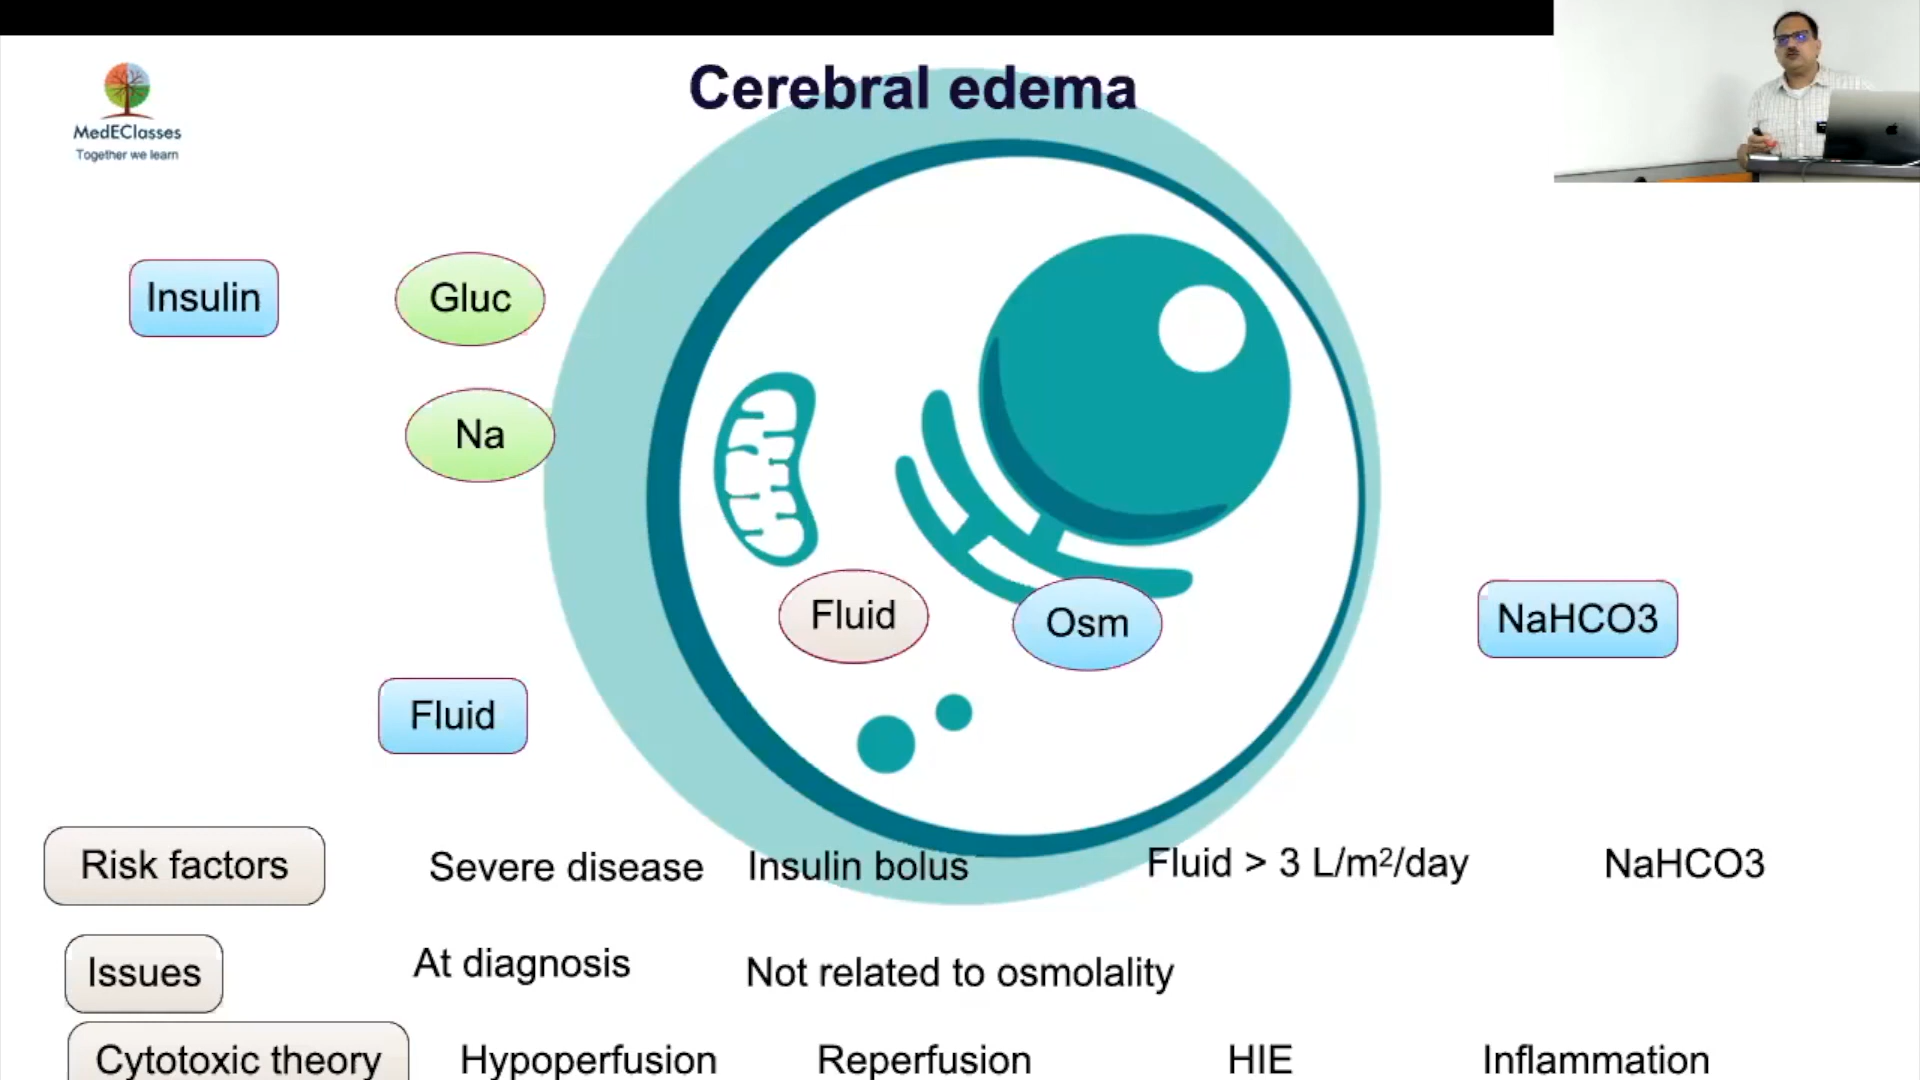 Cerebral edema
MedEClasses
Together we learn
Insulin
Gluc
Na
Fluid
Osm
NaHCO3
Fluid
Risk factors
Severe disease
Insulin bolus
Fluid > 3 L/m²/day
NaHCO3
Issues
At diagnosis
Not related to osmolality
Cytotoxic theory
Hypoperfusion
Reperfusion
HIE
Inflammation